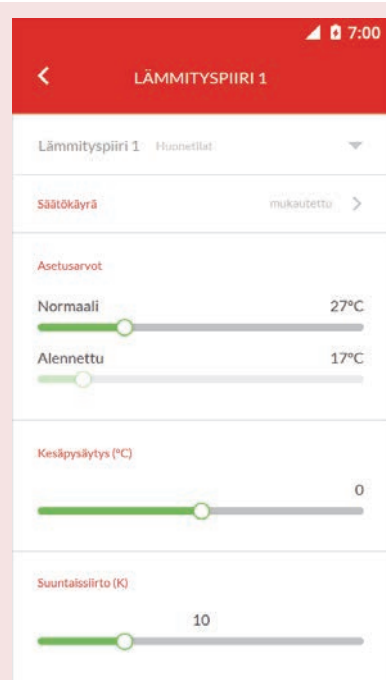 7:00
LÄMMITYSPIIRI 1
Lämmityspiiri 1 Huonetilat
Säätökäyrä mukautettu
Asetusarvot
Normaali 27°C
Alennettu 17°C
Kesäpysäytys (°C)
0
Suuntaissiirto (K)
10